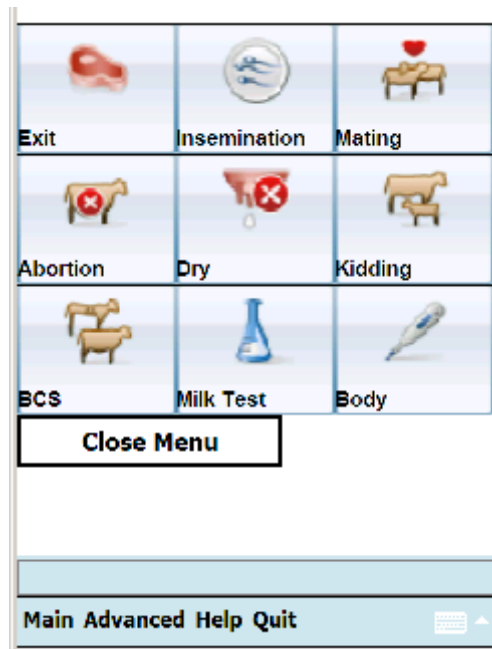 Exit Insemination Mating
Abortion Dry Kidding
BCS Milk Test Body
Close Menu
Main Advanced Help Quit